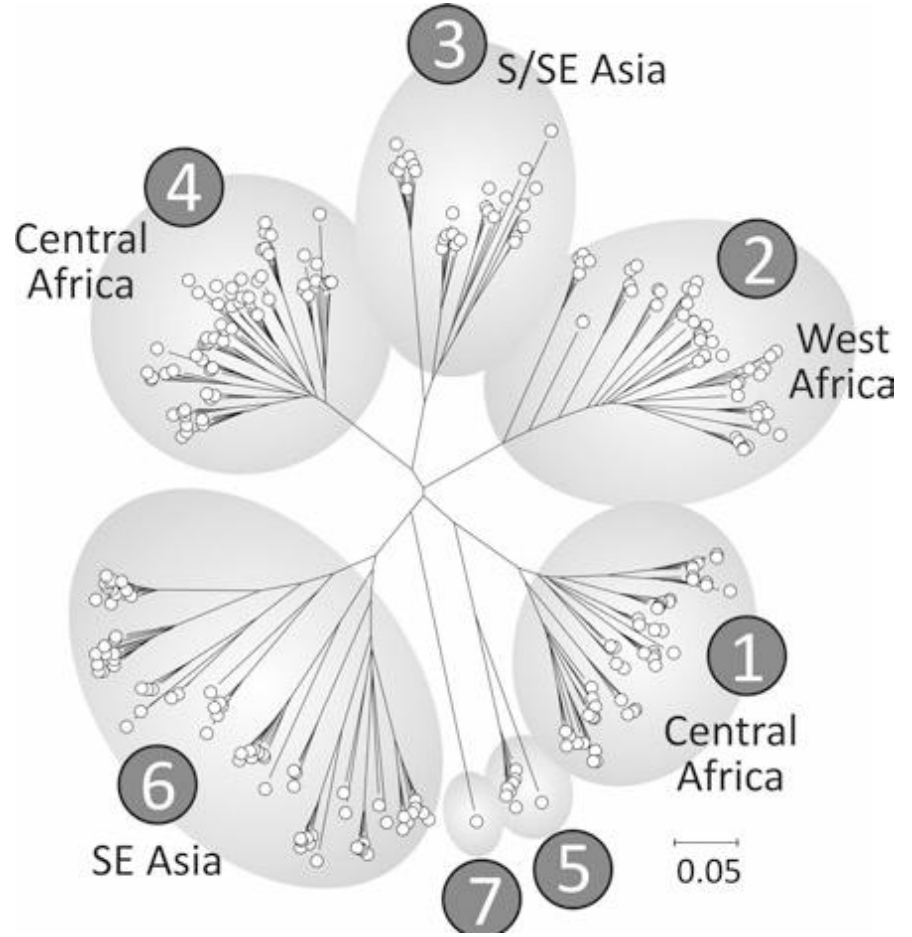 3
S/SE Asia
4
Central
Africa
2
West
Africa
1
Central
Africa
6
SE Asia
7
5
0.05